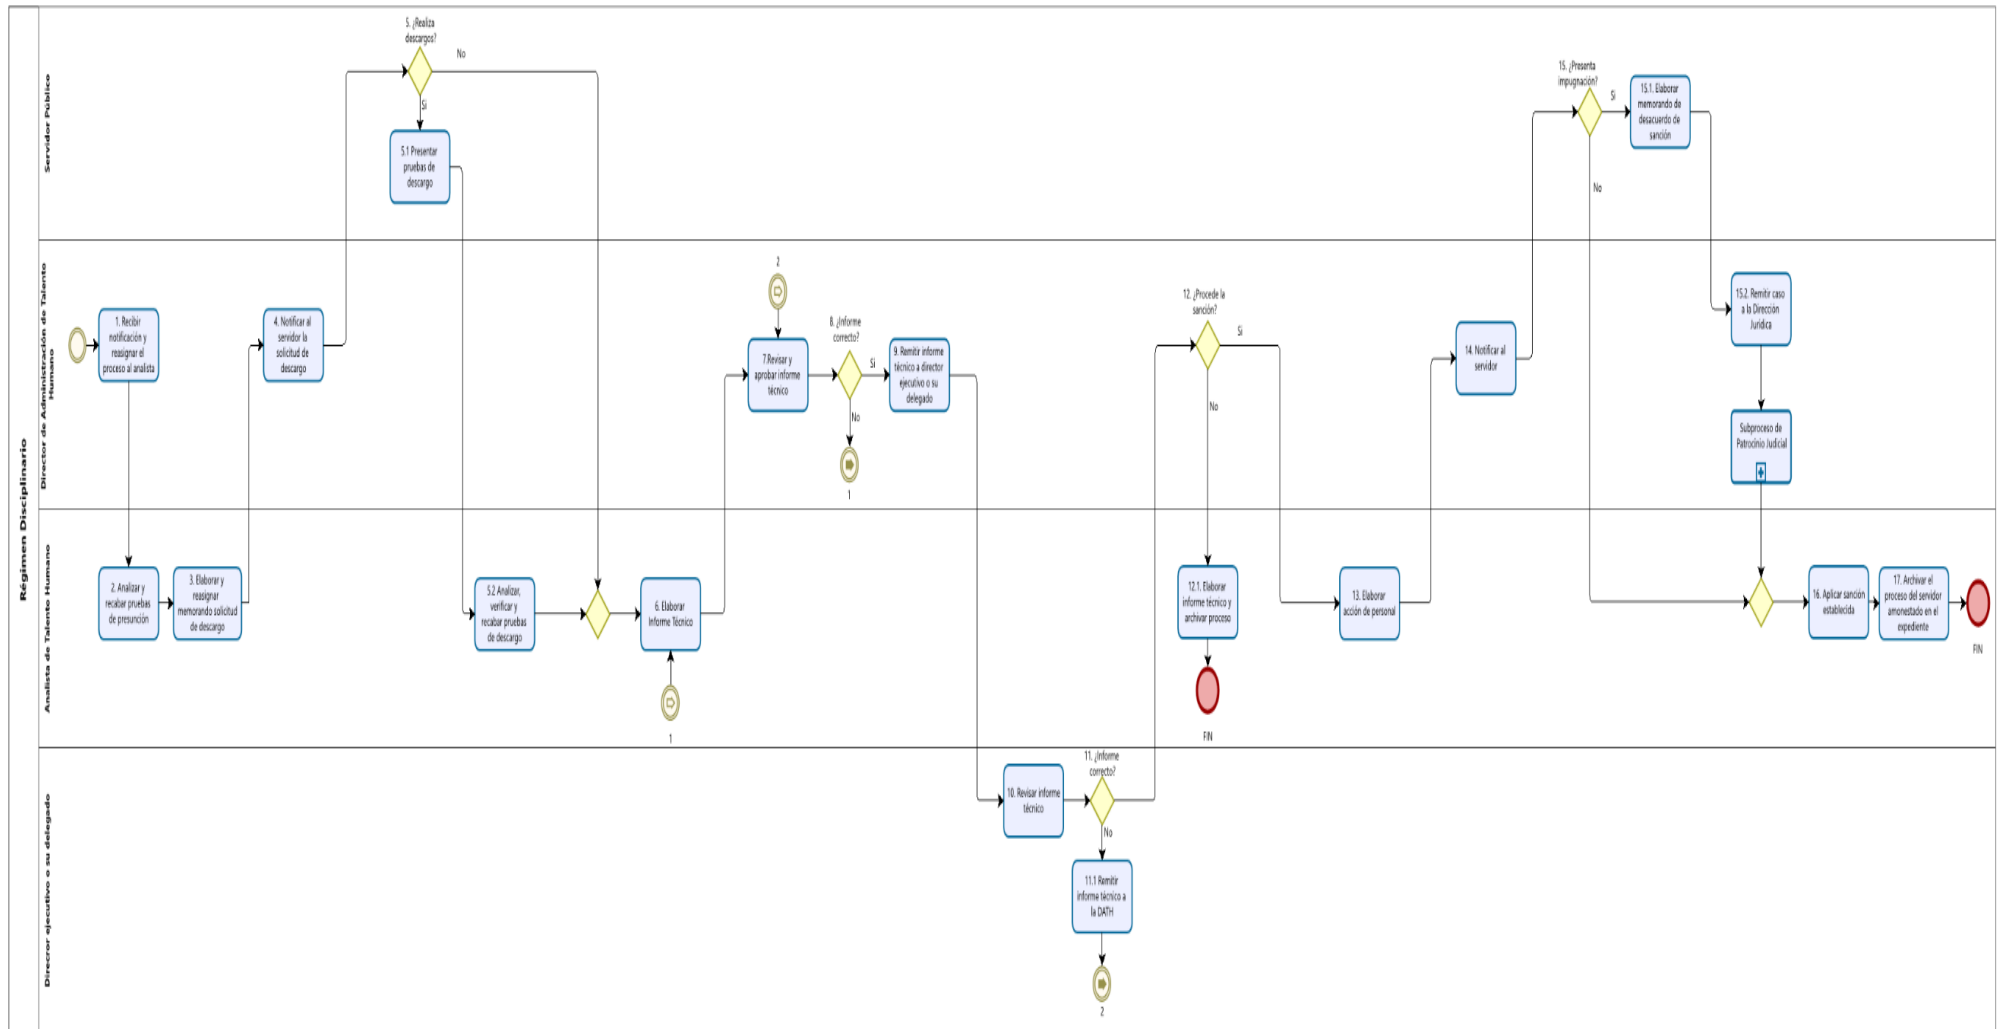 Régimen Disciplinario
Servidor Público
5. ¿Realiza
descargos?
No
Si
5.1 Presentar
pruebas de
descargo
15. ¿Presenta
impugnación?
Si
No
15.1. Elaborar
memorando de
desacuerdo de
sanción
Director de Administración de Talento
Humano
1. Recibir
notificación y
reasignar el
proceso al analista
4. Notificar al
servidor la
solicitud de
descargo
2
7.Revisar y
aprobar informe
técnico
8. ¿Informe
correcto?
Si
No
1
9. Remitir informe
técnico a director
ejecutivo o su
delegado
12. ¿Procede la
sanción?
Si
No
14. Notificar al
servidor
15.2. Remitir caso
a la Dirección
Jurídica
Subproceso de
Patrocinio Judicial
Analista de Talento Humano
2. Analizar y
recabar pruebas
de presunción
3. Elaborar y
reasignar
memorando solicitud
de descargo
5.2 Analizar,
verificar y
recabar pruebas
de descargo
6. Elaborar
Informe Técnico
1
12.1. Elaborar
informe técnico y
archivar proceso
FIN
13. Elaborar
acción de personal
16. Aplicar sanción
establecida
17. Archivar el
proceso del servidor
amonestado en el
expediente
FIN
Direcror ejecutivo o su delegado
10. Revisar informe
técnico
11. ¿Informe
correcto?
No
11.1 Remitir
informe técnico a
la DATH
2